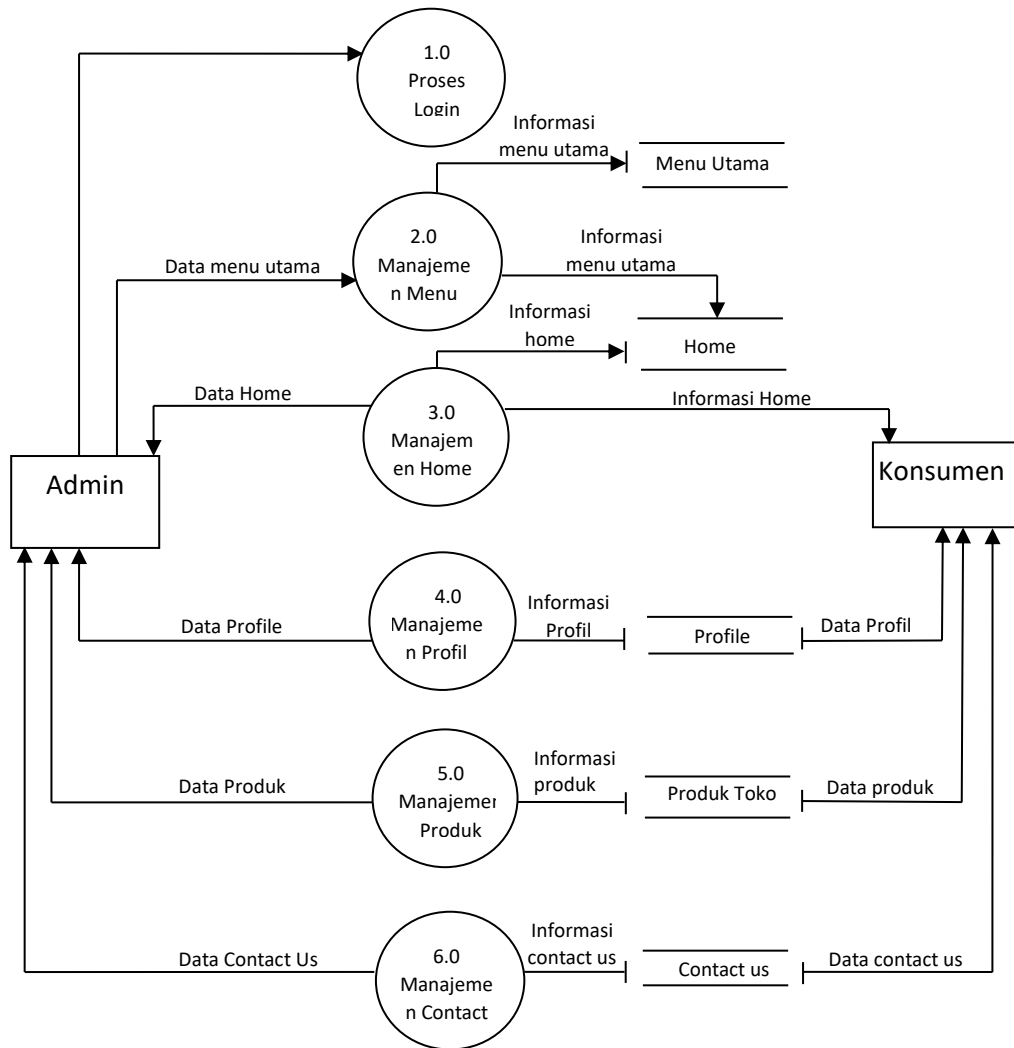 1.0
Proses
Login
Informasi
menu utama
Menu Utama
2.0
Manajeme
n Menu
Data menu utama
Informasi
menu utama
Informasi
home
Home
Data Home
3.0
Manajem
en Home
Informasi Home
Admin
Konsumen
4.0
Manajeme
n Profil
Data Profile
Informasi
Profil
Profile
Data Profil
5.0
Manajemen
Produk
Data Produk
Informasi
produk
Produk Toko
Data produk
6.0
Manajeme
n Contact
Data Contact Us
Informasi
contact us
Contact us
Data contact us